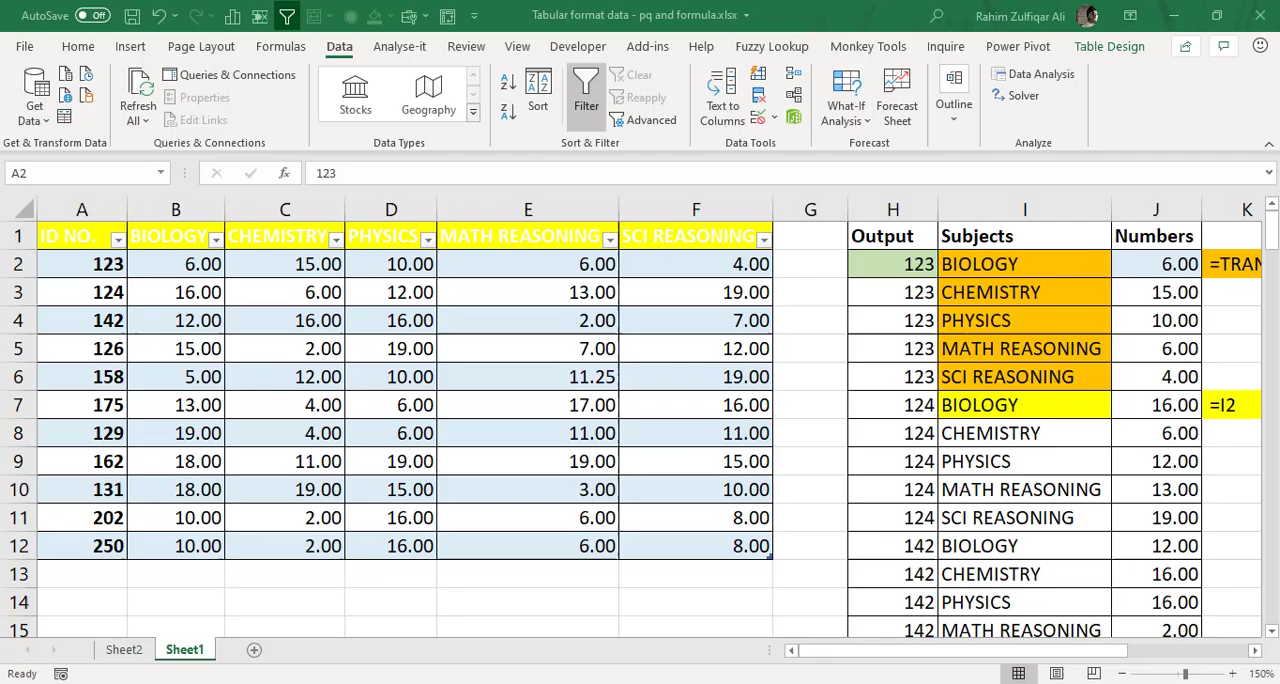 AutoSave Off Tabular format data - pq and formula.xlsx Rahim Zulfiqar Ali
File Home Insert Page Layout Formulas Data Analyse-it Review View Developer Add-ins Help Fuzzy Lookup Monkey Tools Inquire Power Pivot Table Design
Get Data Refresh All Queries & Connections Properties Edit Links Stocks Geography Sort Filter Clear Reapply Advanced Text to Columns What-If Analysis Forecast Sheet Outline Data Analysis Solver
Get & Transform Data Queries & Connections Data Types Sort & Filter Data Tools Forecast Analyze
A2 fx 123
A B C D E F G H I J K
1 ID NO. BIOLOGY CHEMISTRY PHYSICS MATH REASONING SCI REASONING Output Subjects Numbers
2 123 6.00 15.00 10.00 6.00 4.00 123 BIOLOGY 6.00 =TRAN
3 124 16.00 6.00 12.00 13.00 19.00 123 CHEMISTRY 15.00
4 142 12.00 16.00 16.00 2.00 7.00 123 PHYSICS 10.00
5 126 15.00 2.00 19.00 7.00 12.00 123 MATH REASONING 6.00
6 158 5.00 12.00 10.00 11.25 19.00 123 SCI REASONING 4.00
7 175 13.00 4.00 6.00 17.00 16.00 124 BIOLOGY 16.00 =I2
8 129 19.00 4.00 6.00 11.00 11.00 124 CHEMISTRY 6.00
9 162 18.00 11.00 19.00 19.00 15.00 124 PHYSICS 12.00
10 131 18.00 19.00 15.00 3.00 10.00 124 MATH REASONING 13.00
11 202 10.00 2.00 16.00 6.00 8.00 124 SCI REASONING 19.00
12 250 10.00 2.00 16.00 6.00 8.00 142 BIOLOGY 12.00
13 142 CHEMISTRY 16.00
14 142 PHYSICS 16.00
15 142 MATH REASONING 2.00
Sheet2 Sheet1
Ready 150%